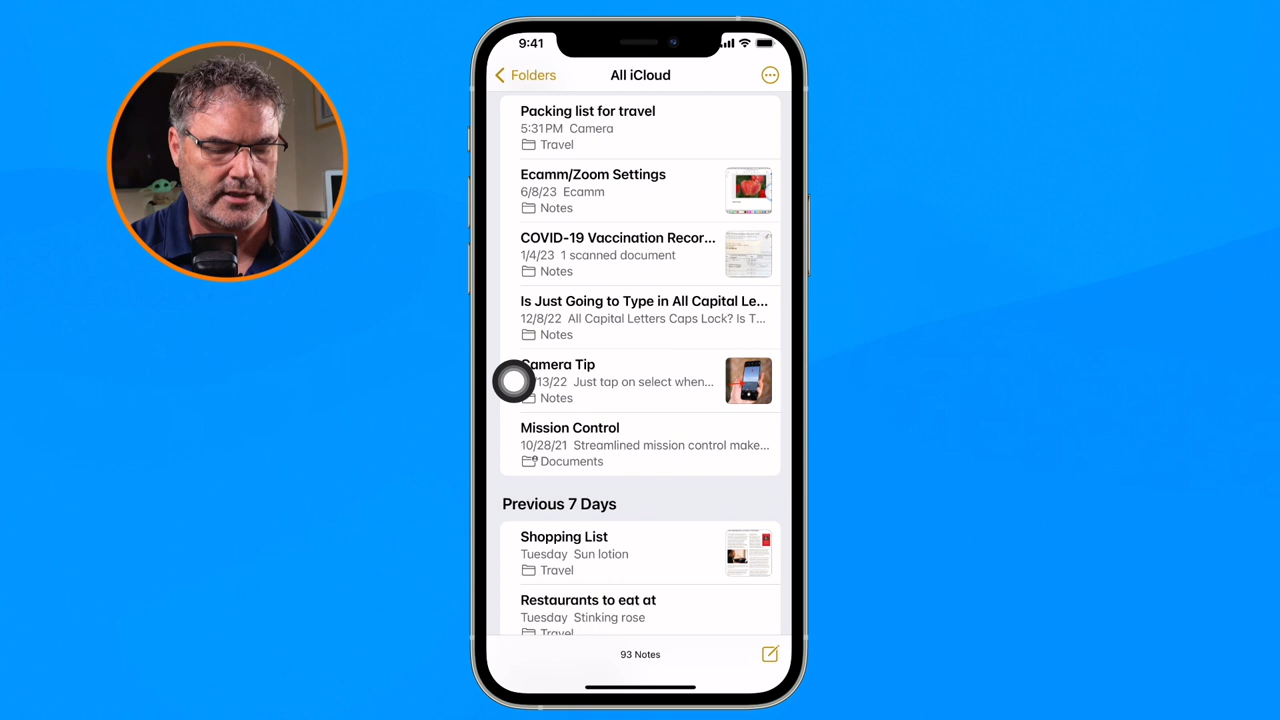 9:41
Folders
All iCloud
Packing list for travel
5:31 PM Camera
Travel
Ecamm/Zoom Settings
6/8/23 Ecamm
Notes
COVID-19 Vaccination Recor...
1/4/23 1 scanned document
Notes
Is Just Going to Type in All Capital Le...
12/8/22 All Capital Letters Caps Lock? Is T...
Notes
Camera Tip
13/22 Just tap on select when...
Notes
Mission Control
10/28/21 Streamlined mission control make...
Documents
Previous 7 Days
Shopping List
Tuesday Sun lotion
Travel
Restaurants to eat at
Tuesday Stinking rose
Travel
93 Notes